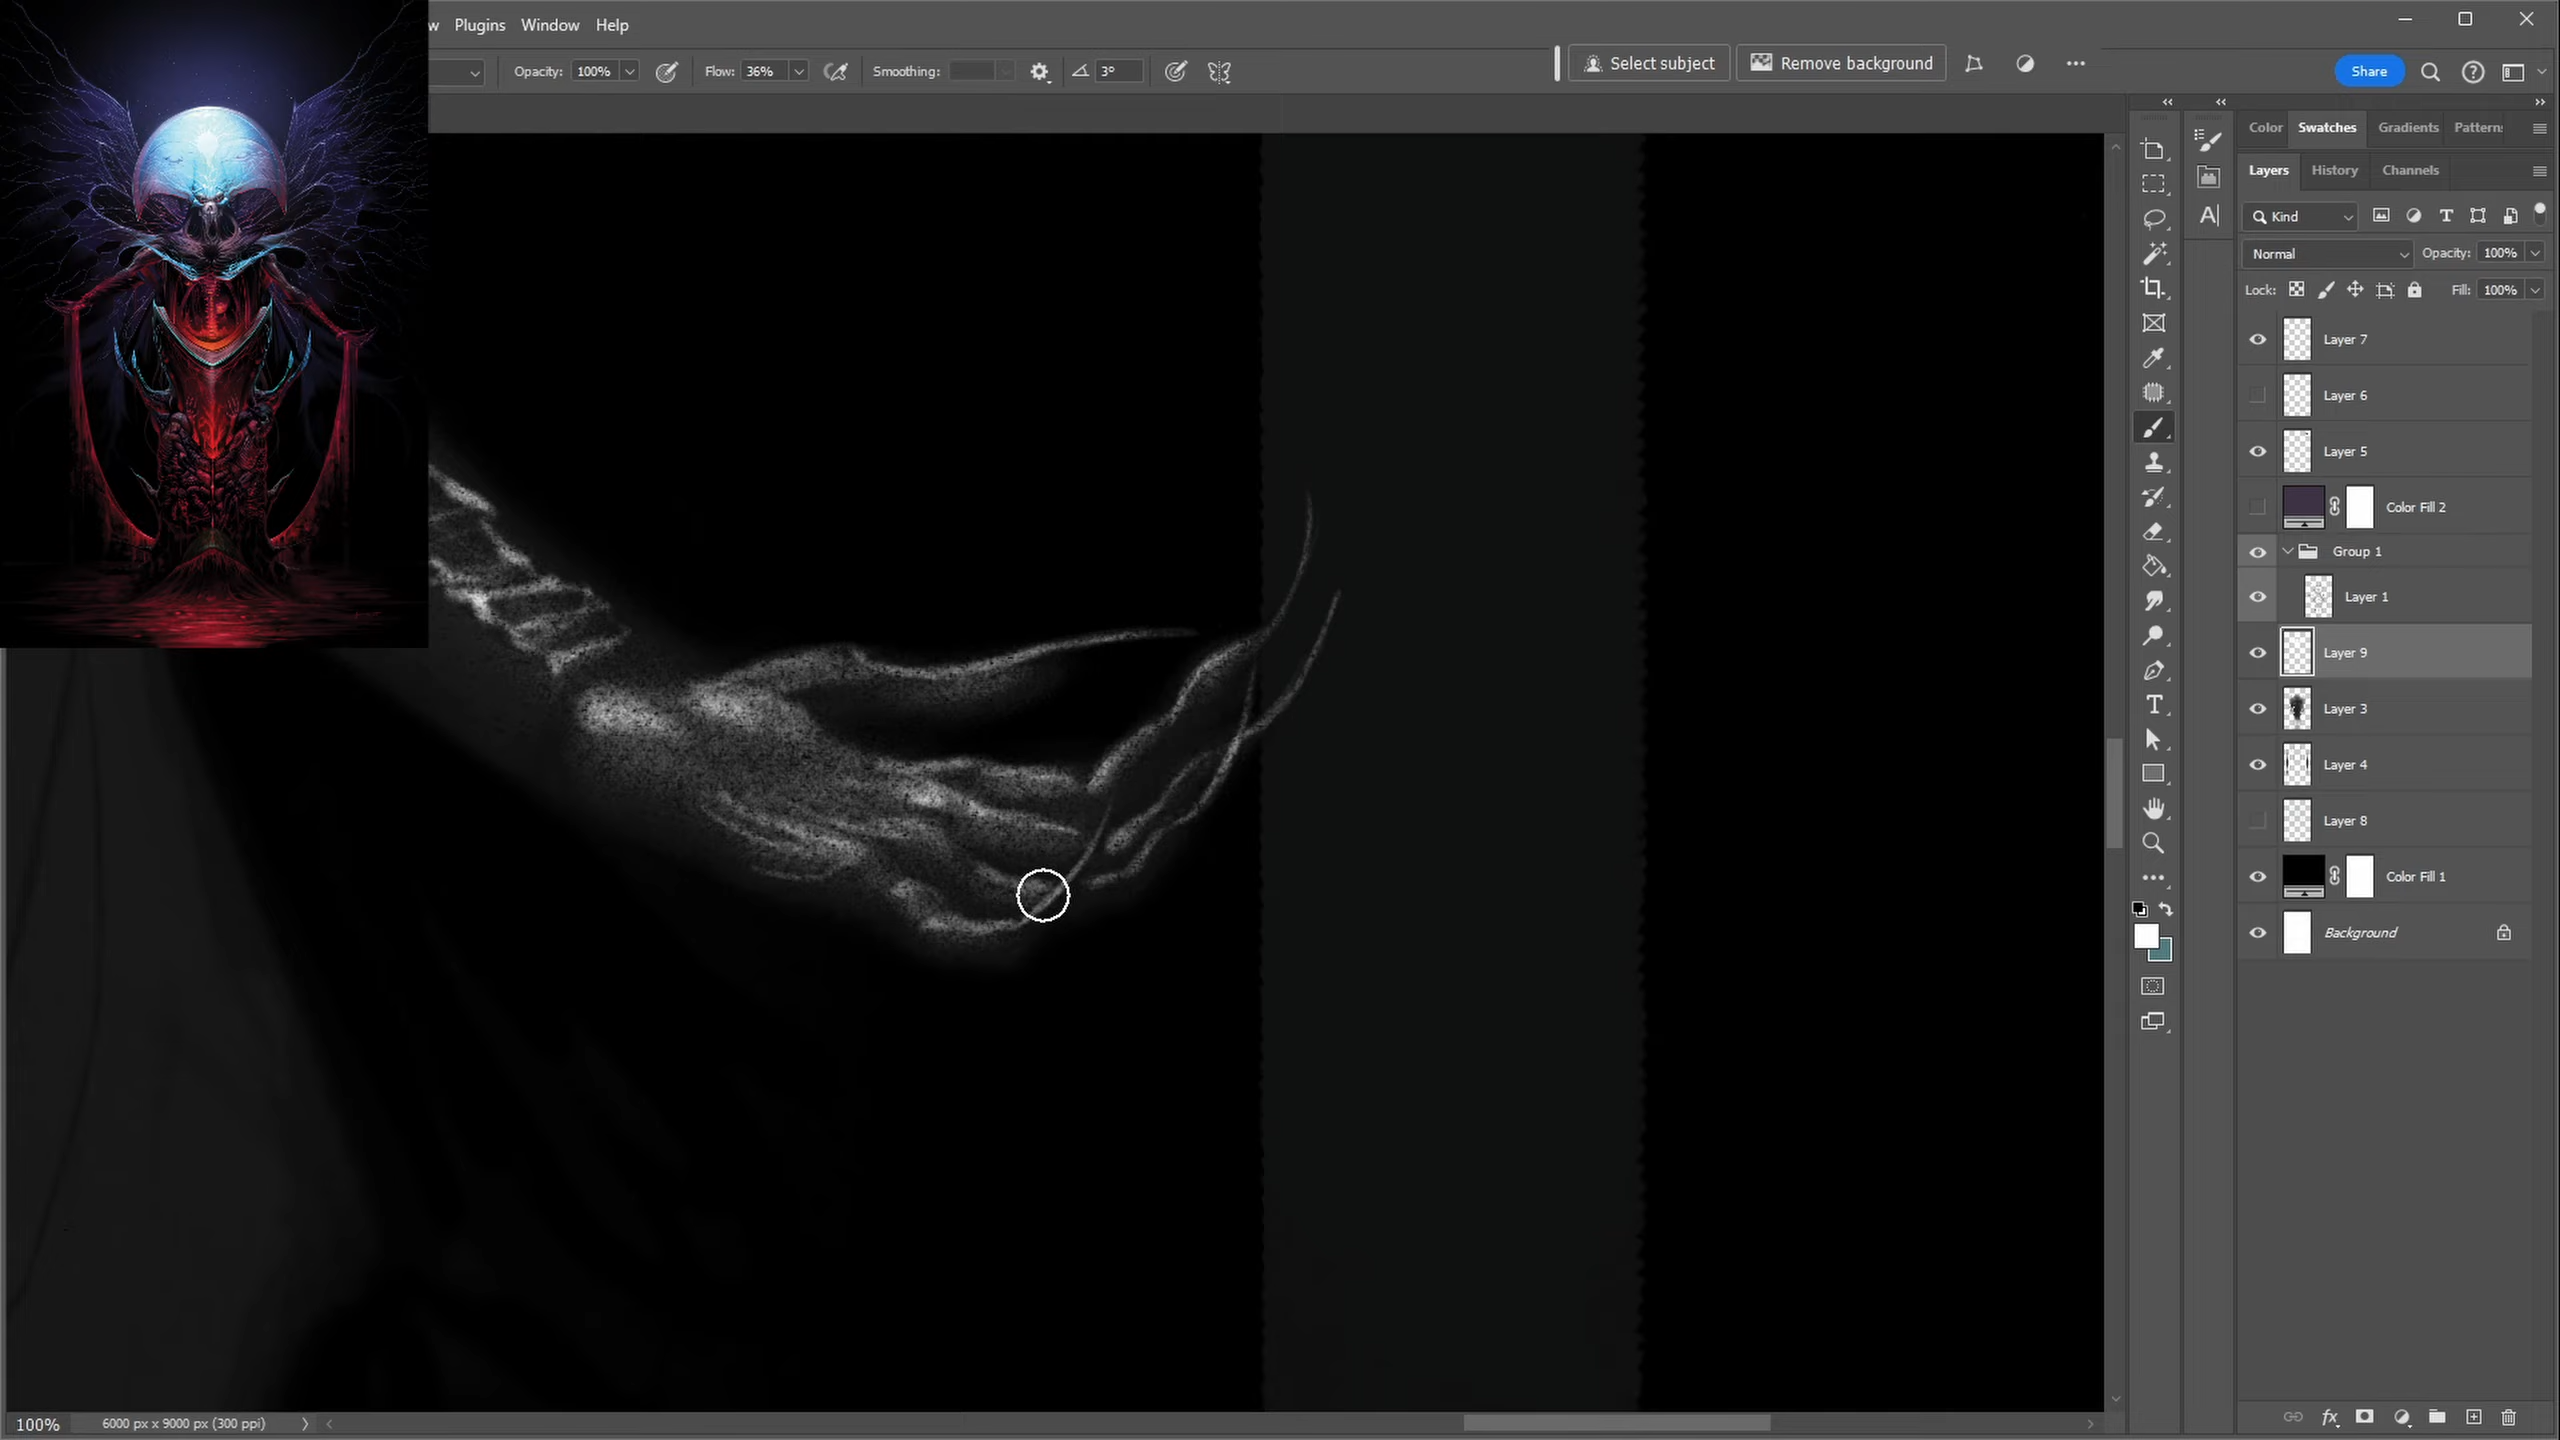 w Plugins Window Help
Opacity: 100% Flow: 36% Smoothing: 3° Select subject Remove background Share
Color Swatches Gradients Pattern
Layers History Channels
Kind T
Normal Opacity: 100%
Lock: Fill: 100%
Layer 7
Layer 6
Layer 5
Color Fill 2
Group 1
Layer 1
Layer 9
Layer 3
Layer 4
Layer 8
Color Fill 1
Background
100% 6000 px x 9000 px (300 ppi)